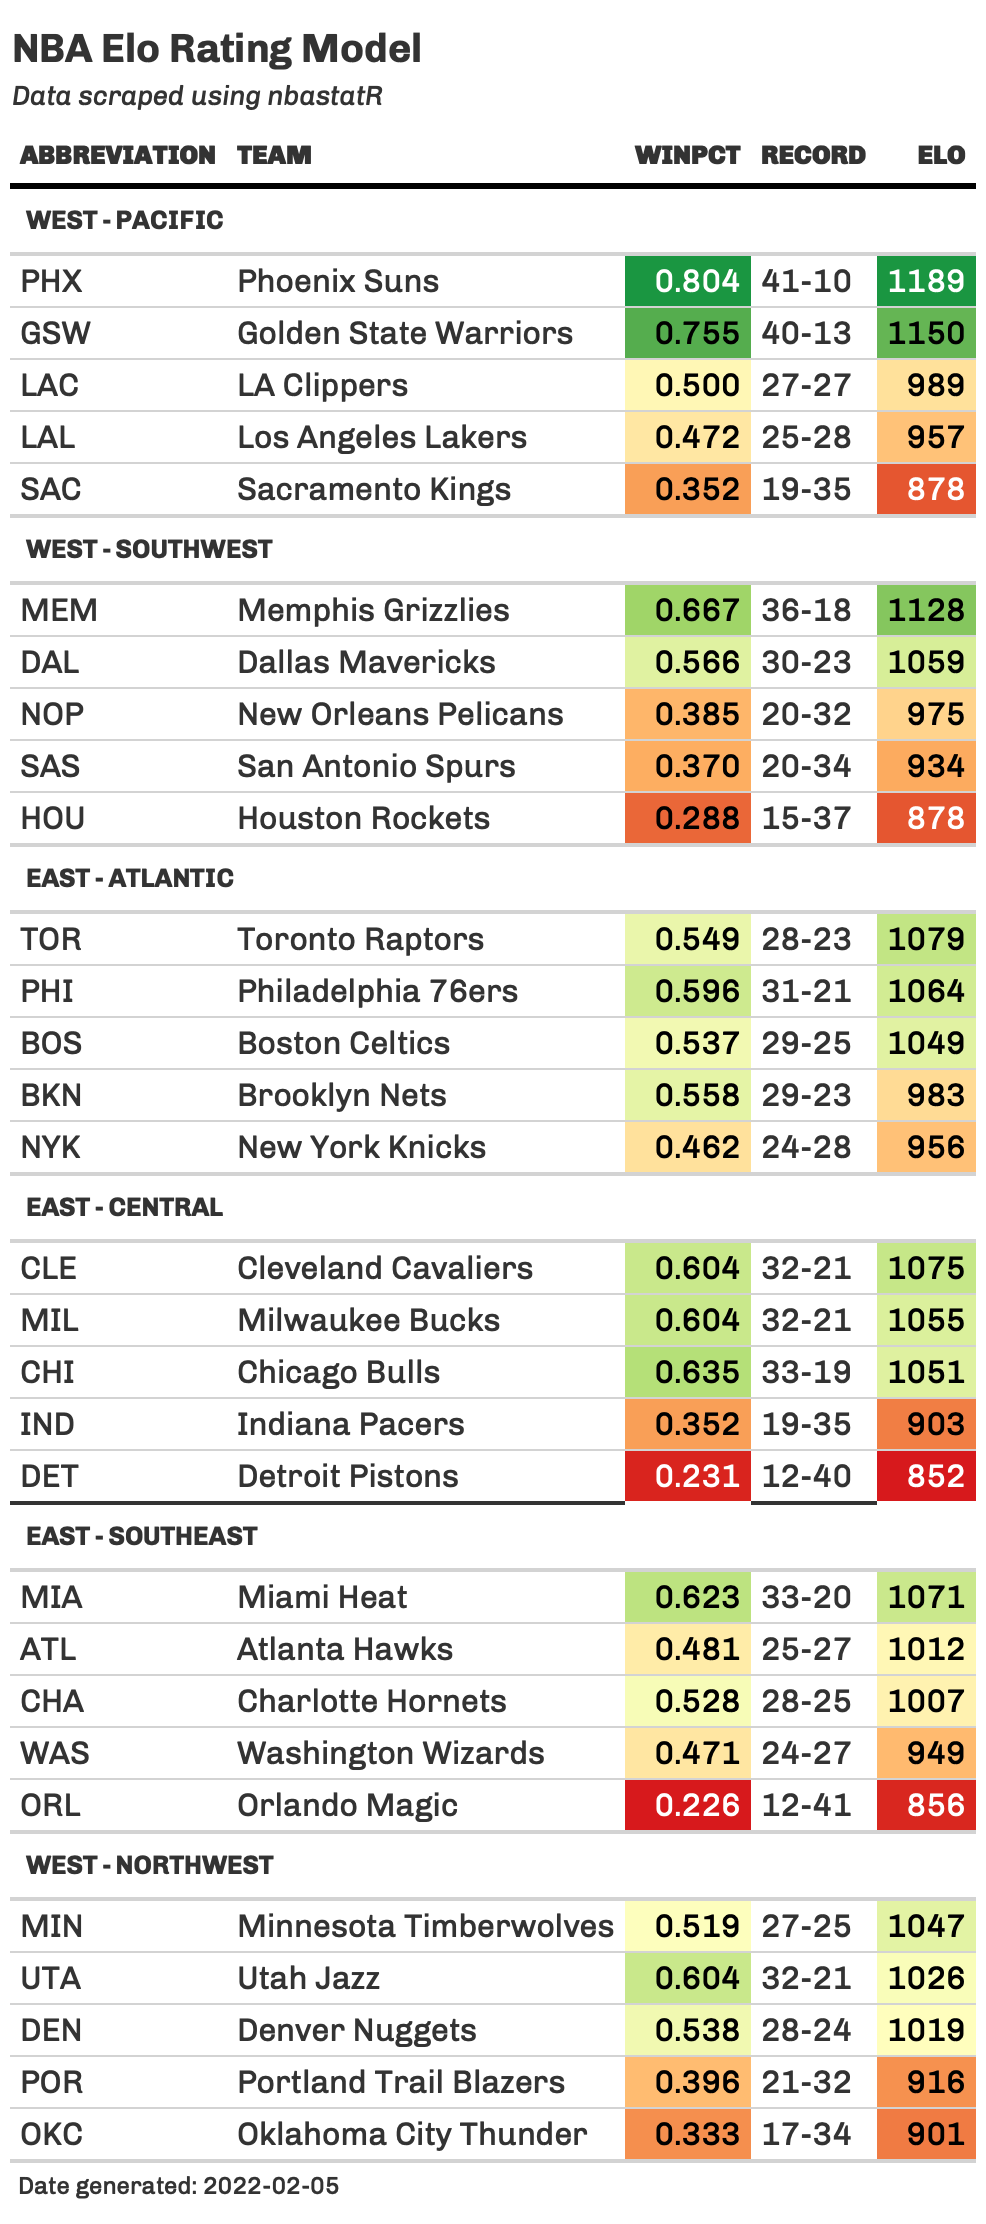 NBA Elo Rating Model
Data scraped using nbastatR
ABBREVIATION TEAM WINPCT RECORD ELO
WEST - PACIFIC
PHX Phoenix Suns 0.804 41-10 1189
GSW Golden State Warriors 0.755 40-13 1150
LAC LA Clippers 0.500 27-27 989
LAL Los Angeles Lakers 0.472 25-28 957
SAC Sacramento Kings 0.352 19-35 878
WEST - SOUTHWEST
MEM Memphis Grizzlies 0.667 36-18 1128
DAL Dallas Mavericks 0.566 30-23 1059
NOP New Orleans Pelicans 0.385 20-32 975
SAS San Antonio Spurs 0.370 20-34 934
HOU Houston Rockets 0.288 15-37 878
EAST - ATLANTIC
TOR Toronto Raptors 0.549 28-23 1079
PHI Philadelphia 76ers 0.596 31-21 1064
BOS Boston Celtics 0.537 29-25 1049
BKN Brooklyn Nets 0.558 29-23 983
NYK New York Knicks 0.462 24-28 956
EAST - CENTRAL
CLE Cleveland Cavaliers 0.604 32-21 1075
MIL Milwaukee Bucks 0.604 32-21 1055
CHI Chicago Bulls 0.635 33-19 1051
IND Indiana Pacers 0.352 19-35 903
DET Detroit Pistons 0.231 12-40 852
EAST - SOUTHEAST
MIA Miami Heat 0.623 33-20 1071
ATL Atlanta Hawks 0.481 25-27 1012
CHA Charlotte Hornets 0.528 28-25 1007
WAS Washington Wizards 0.471 24-27 949
ORL Orlando Magic 0.226 12-41 856
WEST - NORTHWEST
MIN Minnesota Timberwolves 0.519 27-25 1047
UTA Utah Jazz 0.604 32-21 1026
DEN Denver Nuggets 0.538 28-24 1019
POR Portland Trail Blazers 0.396 21-32 916
OKC Oklahoma City Thunder 0.333 17-34 901
Date generated: 2022-02-05